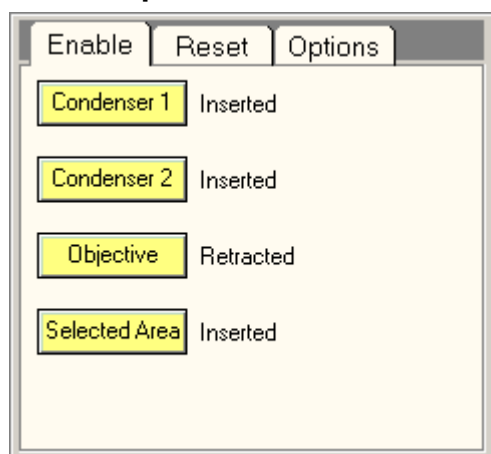 Enable Reset Options
Condenser 1 Inserted
Condenser 2 Inserted
Objective Retracted
Selected Area Inserted